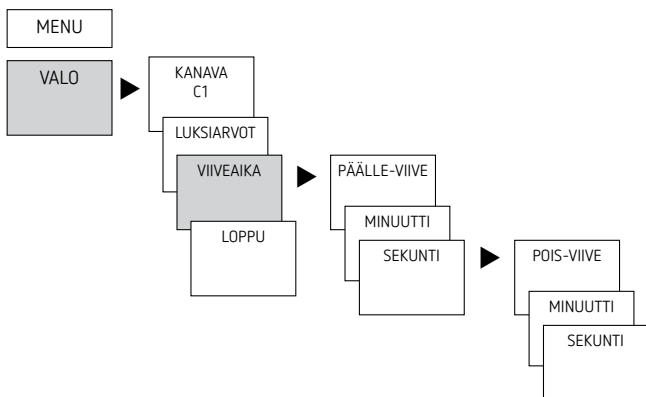 MENU
VALO
KANAVA
C1
LUKSIARVOT
VIIVEAIKA
LOPPU
PÄÄLLE-VIIVE
MINUUTTI
SEKUNTI
POIS-VIIVE
MINUUTTI
SEKUNTI